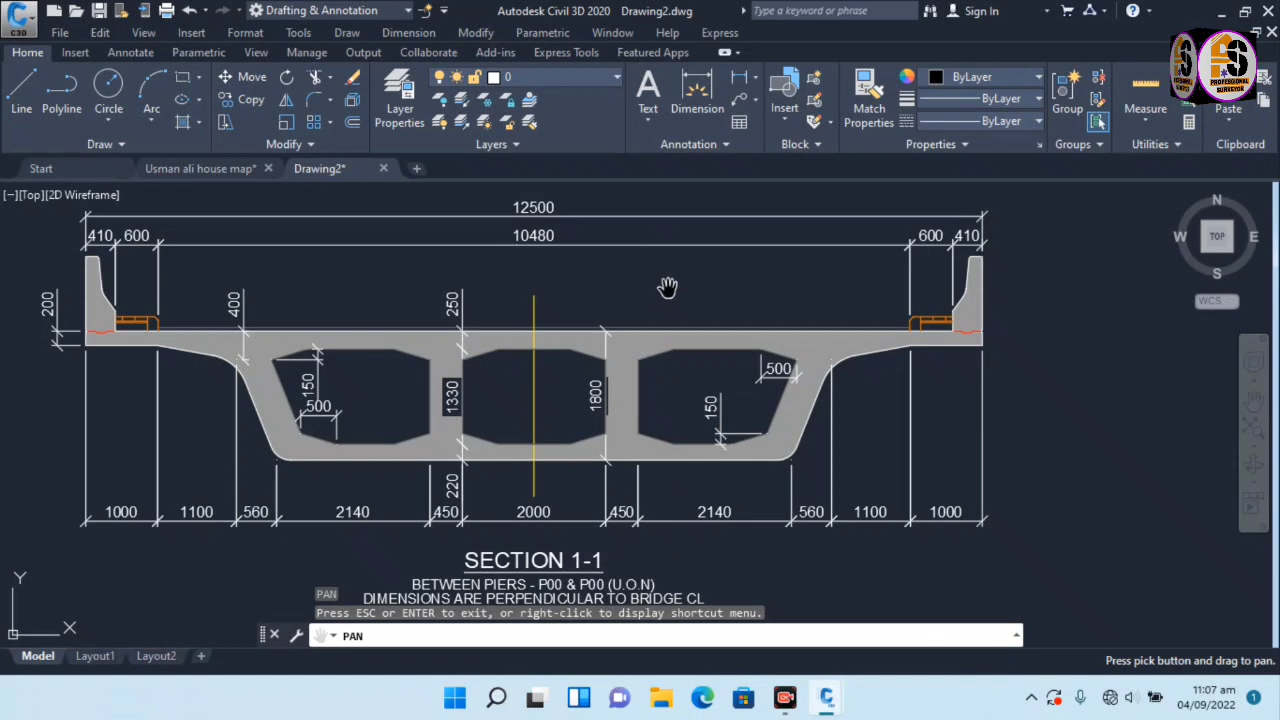 Drafting & Annotation
Autodesk Civil 3D 2020 Drawing2.dwg
Type a keyword or phrase
Sign In
C3D
File Edit View Insert Format Tools Draw Dimension Modify Parametric Window Help Express
Home Insert Annotate Parametric View Manage Output Collaborate Add-ins Express Tools Featured Apps
PROFESSIONAL
SURVEYOR
Move
0
ByLayer
Copy
ByLayer
Line Polyline Circle Arc
Layer
Properties
Text Dimension
Insert
Match
Properties
ByLayer
Group
Measure
Paste
Draw Modify Layers Annotation Block Properties Groups Utilities Clipboard
Start Usman ali house map* Drawing2*
[−][Top][2D Wireframe]
N
W TOP E
S
WCS
12500
410 600 10480 600 410
200 400 250
150 500 1330 1800 150 500
220
1000 1100 560 2140 450 2000 450 2140 560 1100 1000
SECTION 1-1
BETWEEN PIERS - P00 & P00 (U.O.N)
DIMENSIONS ARE PERPENDICULAR TO BRIDGE CL
PAN
Press ESC or ENTER to exit, or right-click to display shortcut menu.
PAN
Y
X
Model Layout1 Layout2
Press pick button and drag to pan.
C3D
11:07 am
04/09/2022
1